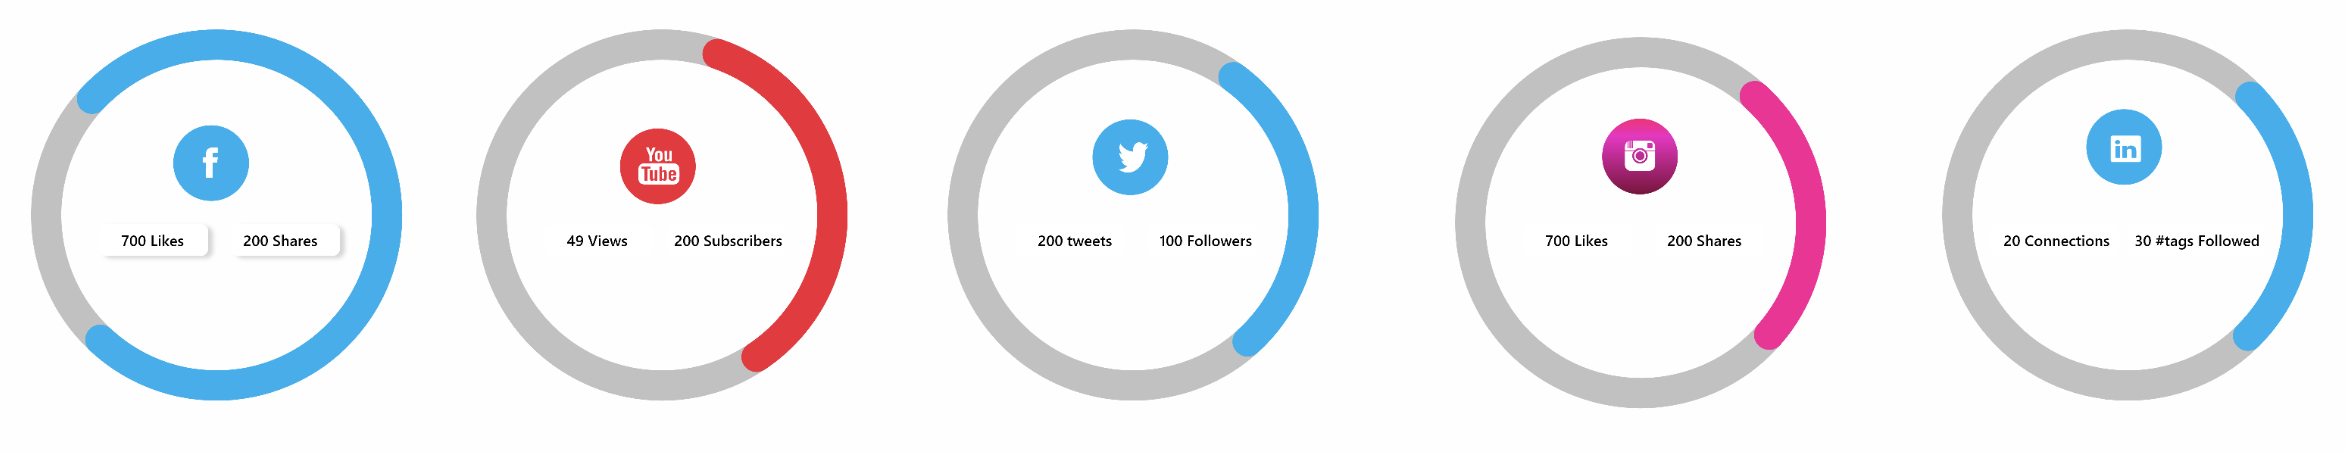 f
700 Likes
200 Shares
You
Tube
49 Views
200 Subscribers
200 tweets
100 Followers
700 Likes
200 Shares
in
20 Connections
30 #tags Followed